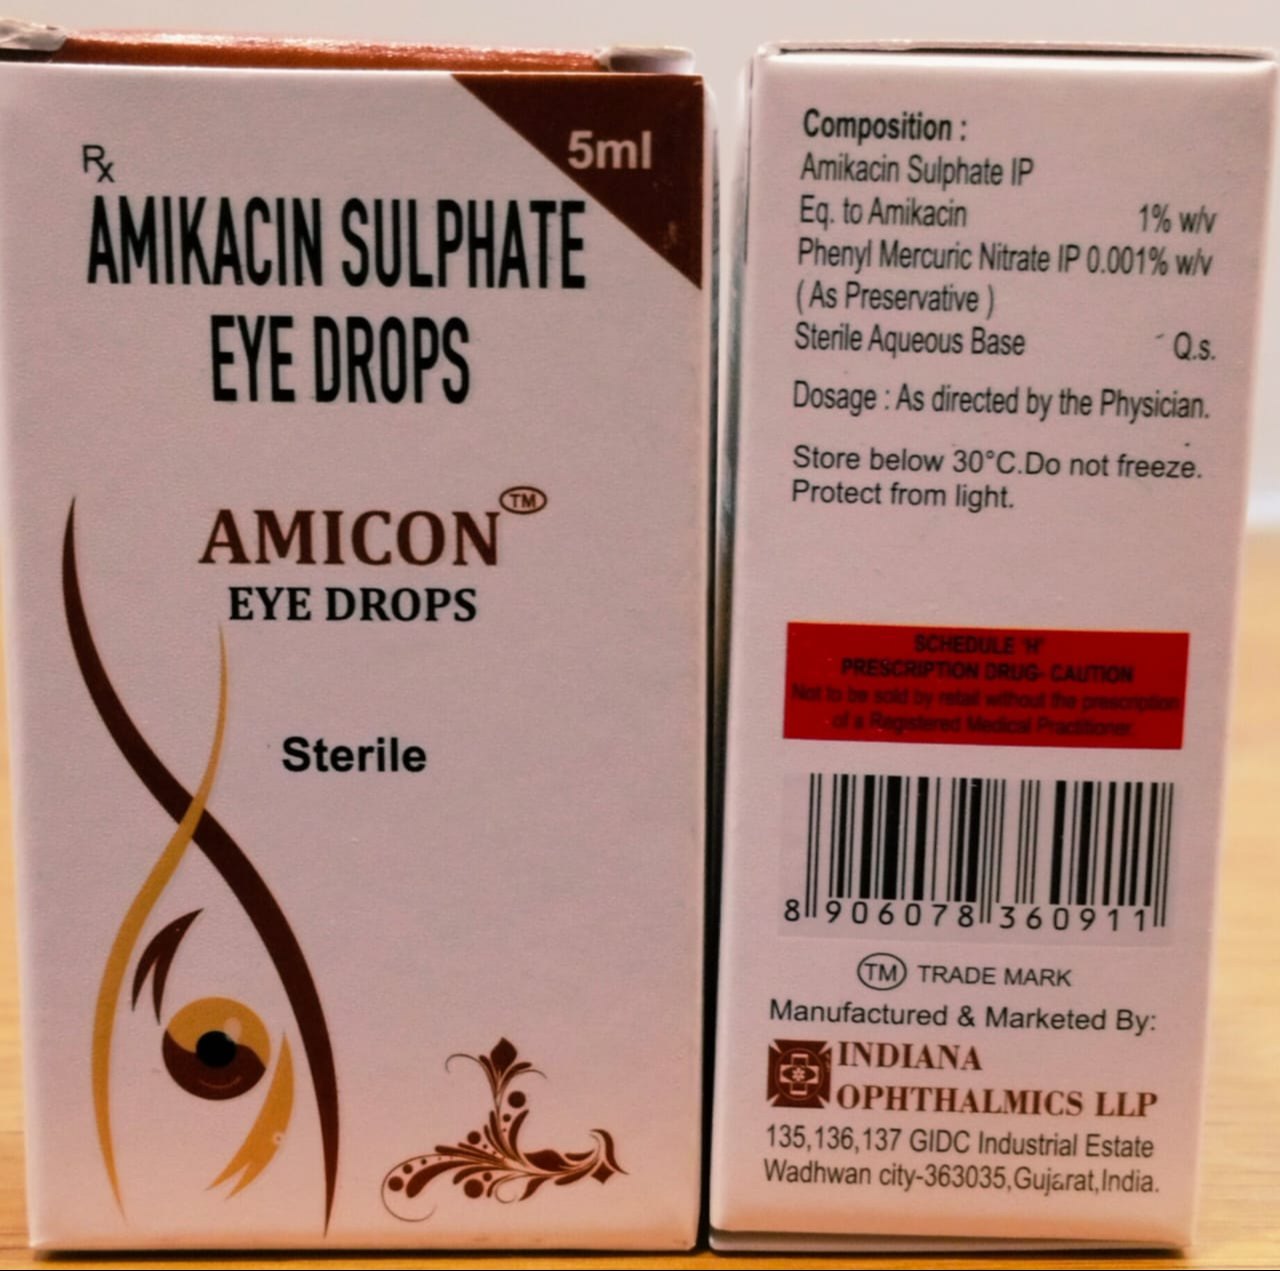 5ml
Rx
AMIKACIN SULPHATE
EYE DROPS
AMICON TM
EYE DROPS
Sterile
Composition :
Amikacin Sulphate IP
Eq. to Amikacin 1% w/v
Phenyl Mercuric Nitrate IP 0.001% w/v
( As Preservative )
Sterile Aqueous Base Q.s.
Dosage : As directed by the Physician.
Store below 30°C.Do not freeze.
Protect from light.
SCHEDULE 'H'
PRESCRIPTION DRUG- CAUTION
Not to be sold by retail without the prescription
of a Registered Medical Practitioner.
8 906078 360911
TM TRADE MARK
Manufactured & Marketed By:
INDIANA
OPHTHALMICS LLP
135,136,137 GIDC Industrial Estate
Wadhwan city-363035,Gujarat,India.